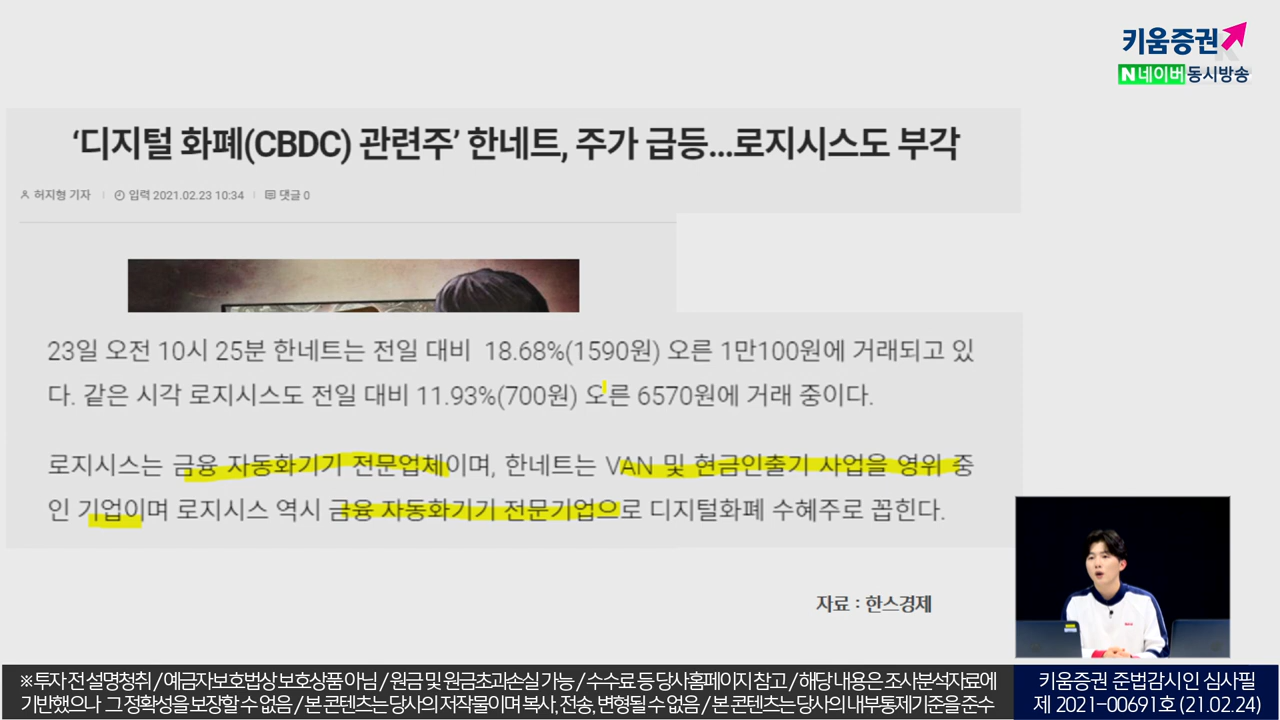 키움증권
N네이버동시방송
‘디지털 화폐(CBDC) 관련주’ 한네트, 주가 급등...로지시스도 부각
허지형 기자 입력 2021.02.23 10:34 댓글 0
23일 오전 10시 25분 한네트는 전일 대비 18.68%(1590원) 오른 1만100원에 거래되고 있
다. 같은 시각 로지시스도 전일 대비 11.93%(700원) 오른 6570원에 거래 중이다.
로지시스는 금융 자동화기기 전문업체이며, 한네트는 VAN 및 현금인출기 사업을 영위 중
인 기업이며 로지시스 역시 금융 자동화기기 전문기업으로 디지털화폐 수혜주로 꼽힌다.
자료 : 한스경제
※ 투자 전 설명청취 / 예금자보호법상 보호상품 아님 / 원금 및 원금초과손실 가능 / 수수료 등 당사홈페이지 참고 / 해당 내용은 조사분석자료에
기반했으나 그 정확성을 보장할 수 없음 / 본 콘텐츠는 당사의 저작물이며 복사, 전송, 변형될 수 없음 / 본 콘텐츠는 당사의 내부통제기준을 준수
키움증권 준법감시인 심사필
제 2021-00691호 (21.02.24)